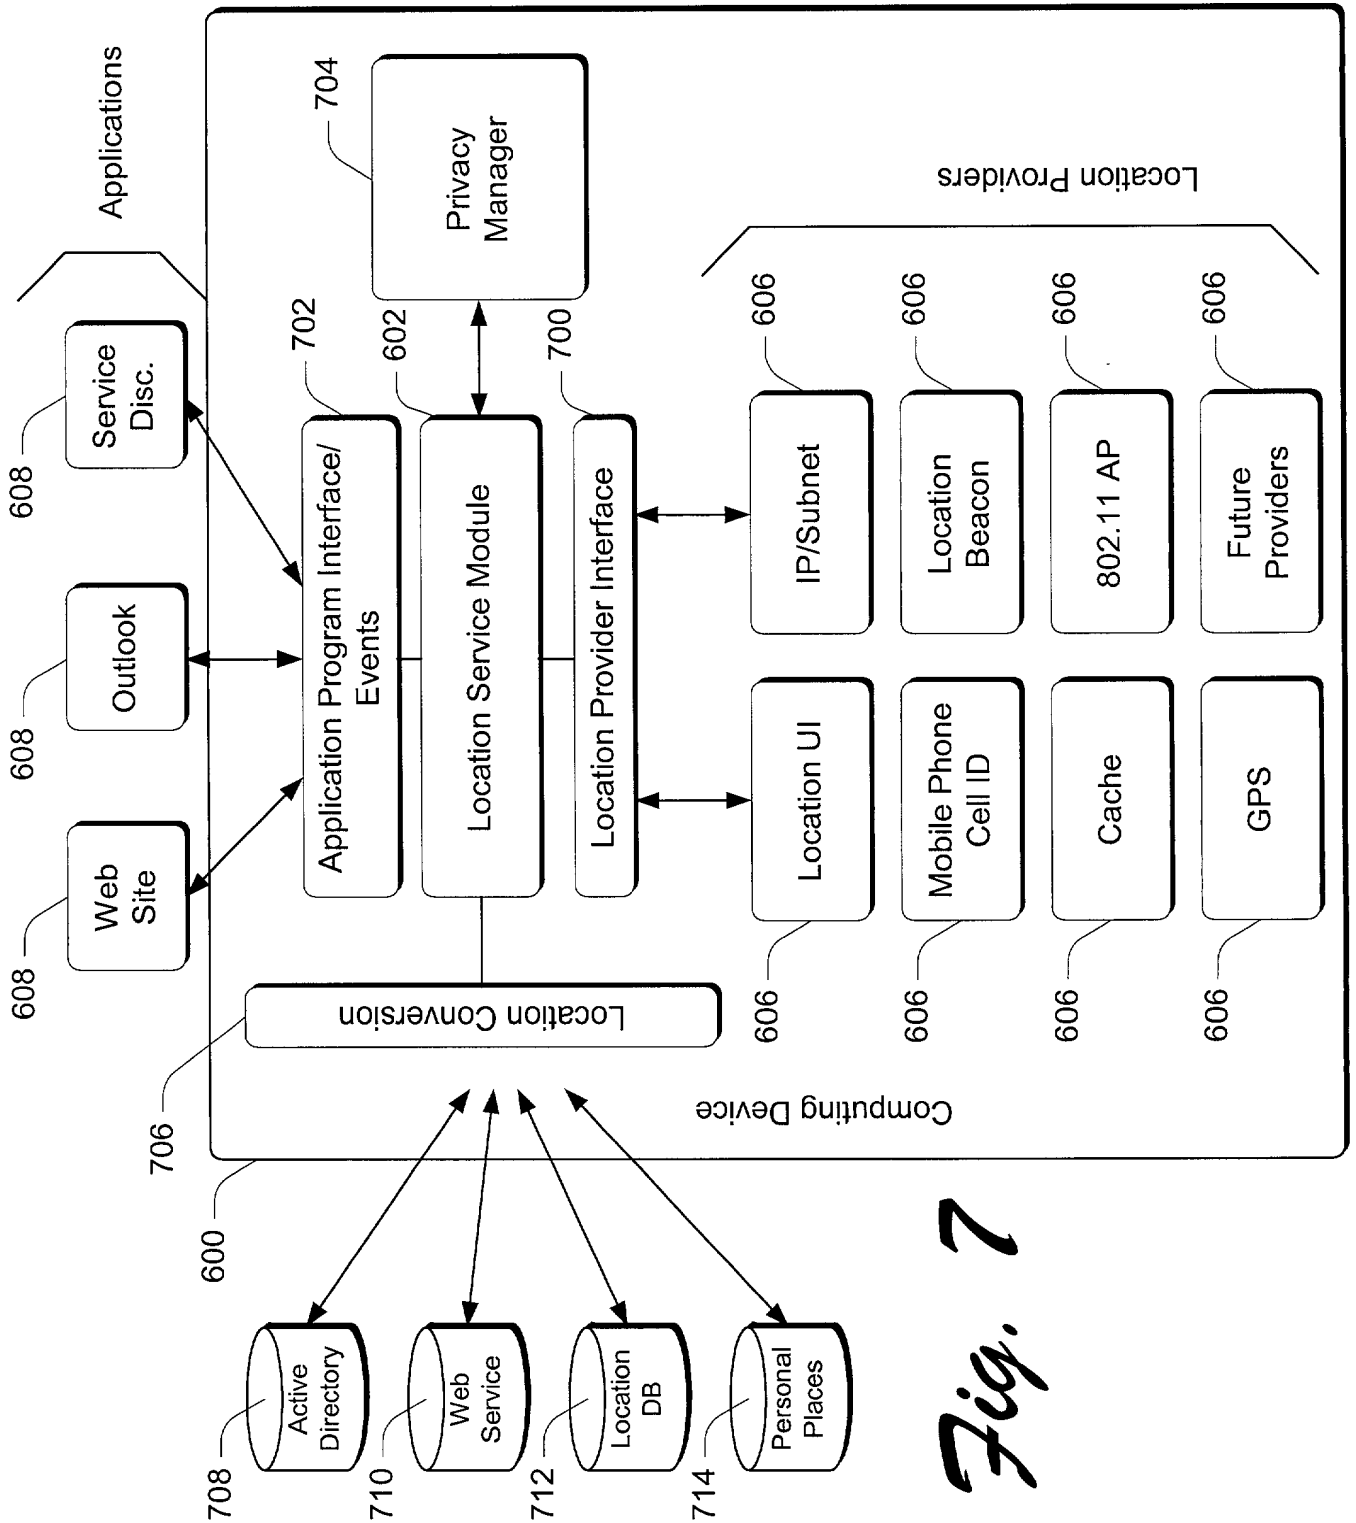 Applications
608
608
608
Web
Site
Outlook
Service
Disc.
600
706
702
602
700
704
Application Program Interface/
Events
Location Service Module
Location Provider Interface
Privacy
Manager
Location Conversion
708
Active
Directory
710
Web
Service
712
Location
DB
714
Personal
Places
Computing Device
Location Providers
606
Location UI
IP/Subnet
606
606
Mobile Phone
Cell ID
Location
Beacon
606
606
Cache
802.11 AP
606
606
GPS
Future
Providers
606
Fig. 7